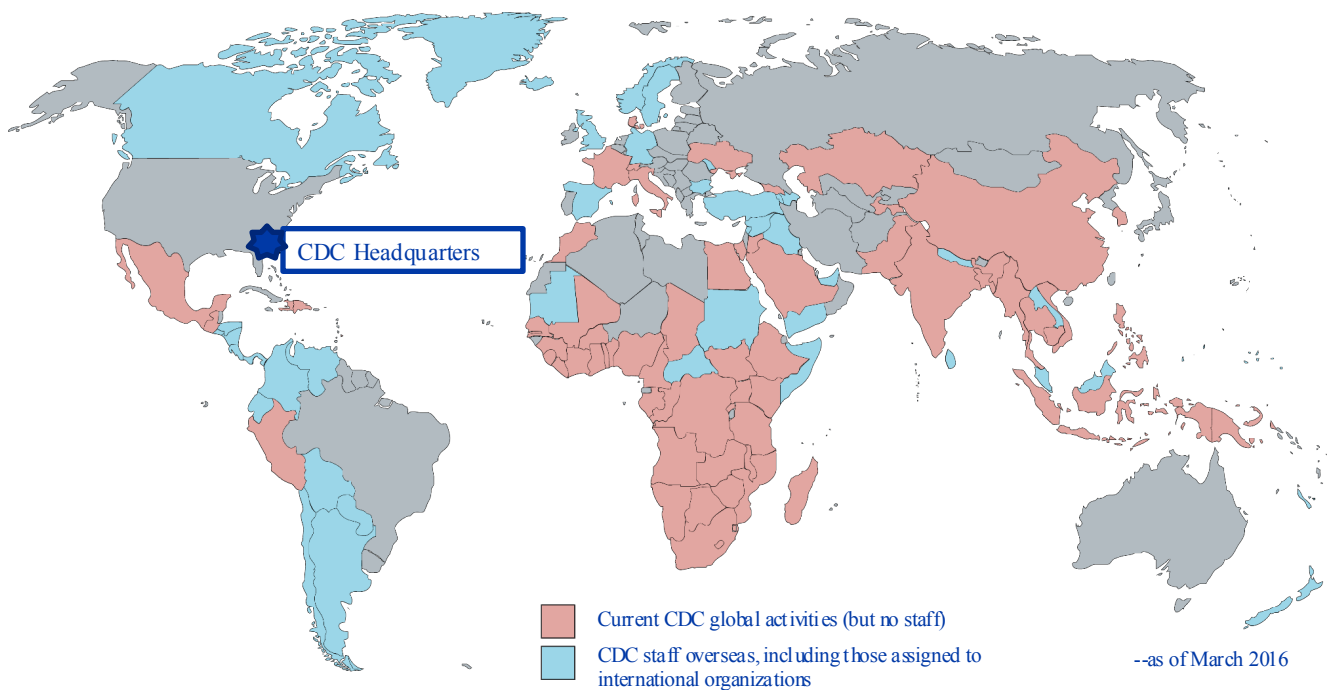 CDC Headquarters
Current CDC global activities (but no staff)
CDC staff overseas, including those assigned to
international organizations
--as of March 2016